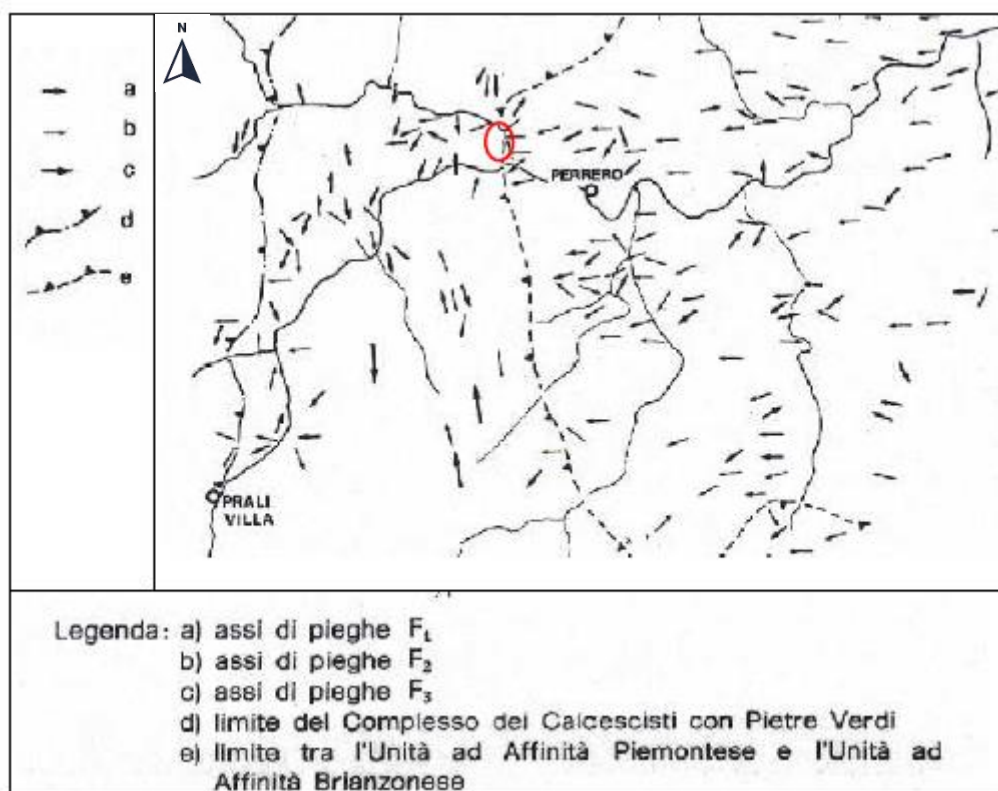 N
a
b
c
d
e
PERRERO
PRALI
VILLA
Legenda: a) assi di pieghe F₁
b) assi di pieghe F₂
c) assi di pieghe F₃
d) limite del Complesso dei Calcescisti con Pietre Verdi
e) limite tra l'Unità ad Affinità Piemontese e l'Unità ad
Affinità Brianzonese